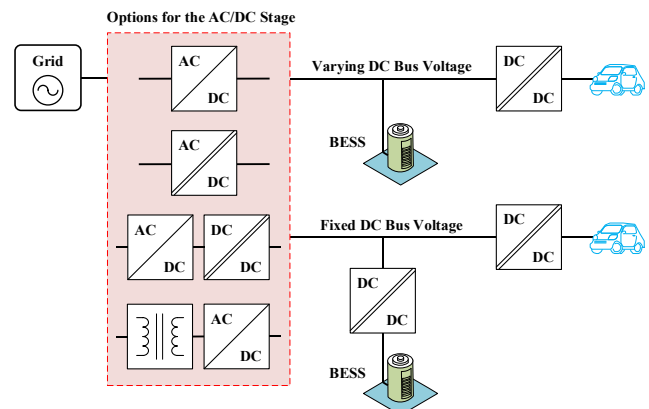 Options for the AC/DC Stage
Grid
AC
DC
Varying DC Bus Voltage
DC
DC
BESS
AC
DC
AC
DC
DC
DC
Fixed DC Bus Voltage
DC
DC
DC
DC
AC
DC
BESS